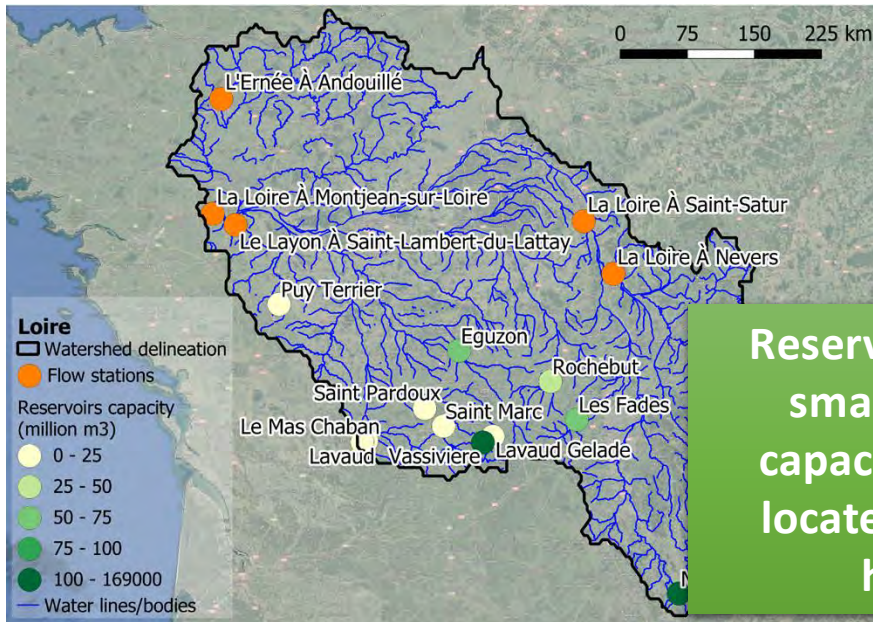 0 75 150 225 km
L'Ernée À Andouillé
La Loire À Montjean-sur-Loire
La Loire À Saint-Satur
Le Layon À Saint-Lambert-du-Lattay
La Loire À Nevers
Puy Terrier
Eguzon
Rochebut
Saint Pardoux
Saint Marc
Les Fades
Le Mas Chaban
Lavaud Gelade
Lavaud
Vassiviere
Loire
Watershed delineation
Flow stations
Reservoirs capacity
(million m3)
0 - 25
25 - 50
50 - 75
75 - 100
100 - 169000
Water lines/bodies
Reserv
sma
capac
locate
h